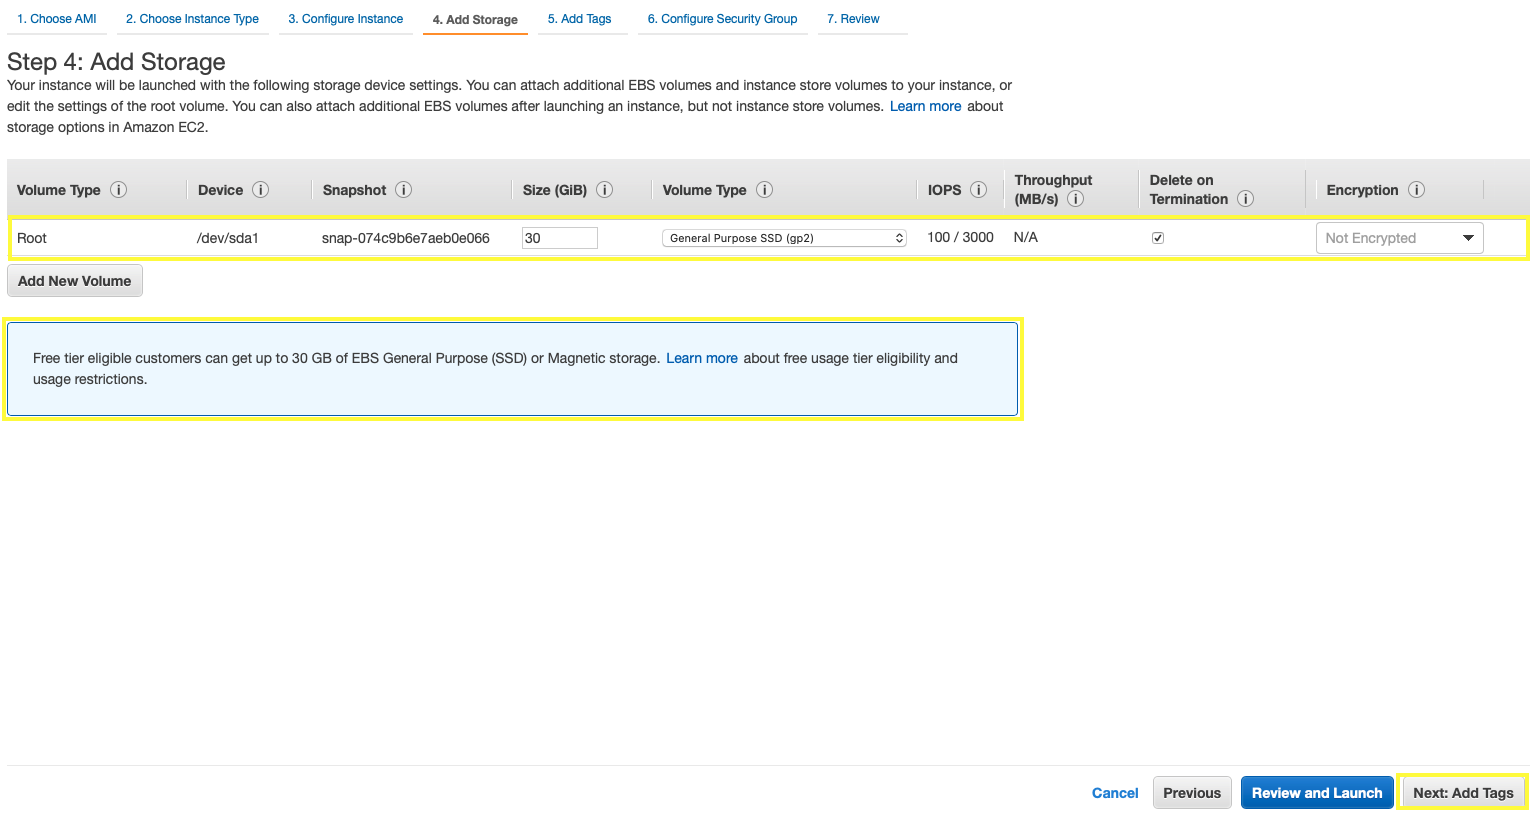 1. Choose AMI 2. Choose Instance Type 3. Configure Instance 4. Add Storage 5. Add Tags 6. Configure Security Group 7. Review
Step 4: Add Storage
Your instance will be launched with the following storage device settings. You can attach additional EBS volumes and instance store volumes to your instance, or
edit the settings of the root volume. You can also attach additional EBS volumes after launching an instance, but not instance store volumes. Learn more about
storage options in Amazon EC2.
Volume Type i Device i Snapshot i Size (GiB) i Volume Type i IOPS i Throughput (MB/s) i Delete on Termination i Encryption i
Root /dev/sda1 snap-074c9b6e7aeb0e066 30 General Purpose SSD (gp2) 100 / 3000 N/A Not Encrypted
Add New Volume
Free tier eligible customers can get up to 30 GB of EBS General Purpose (SSD) or Magnetic storage. Learn more about free usage tier eligibility and
usage restrictions.
Cancel Previous Review and Launch Next: Add Tags